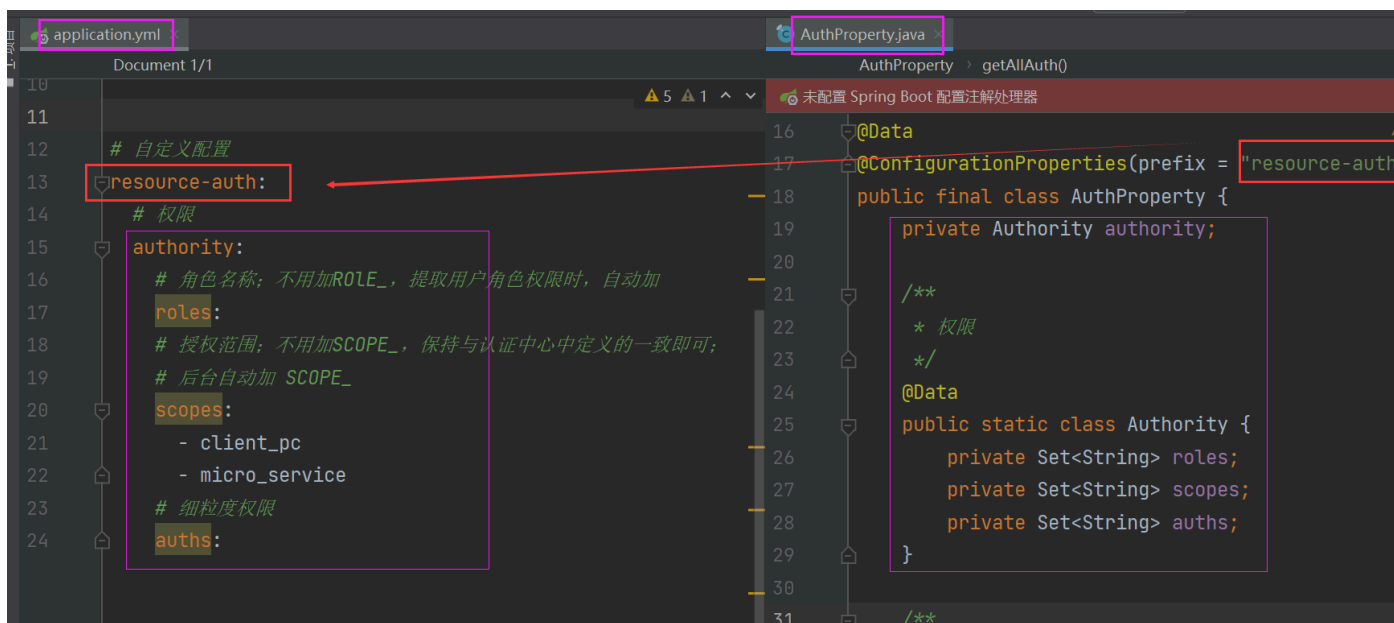 application.yml
Document 1/1
10
5 1
11
12 # 自定义配置
13 resource-auth:
14 # 权限
15 authority:
16 # 角色名称；不用加ROlE_，提取用户角色权限时，自动加
17 roles:
18 # 授权范围；不用加SCOPE_，保持与认证中心中定义的一致即可；
19 # 后台自动加 SCOPE_
20 scopes:
21 - client_pc
22 - micro_service
23 # 细粒度权限
24 auths:
AuthProperty.java
AuthProperty › getAllAuth()
未配置 Spring Boot 配置注解处理器
16 @Data
17 @ConfigurationProperties(prefix = "resource-auth
18 public final class AuthProperty {
19 private Authority authority;
20
21 /**
22 * 权限
23 */
24 @Data
25 public static class Authority {
26 private Set<String> roles;
27 private Set<String> scopes;
28 private Set<String> auths;
29 }
30
31 /**